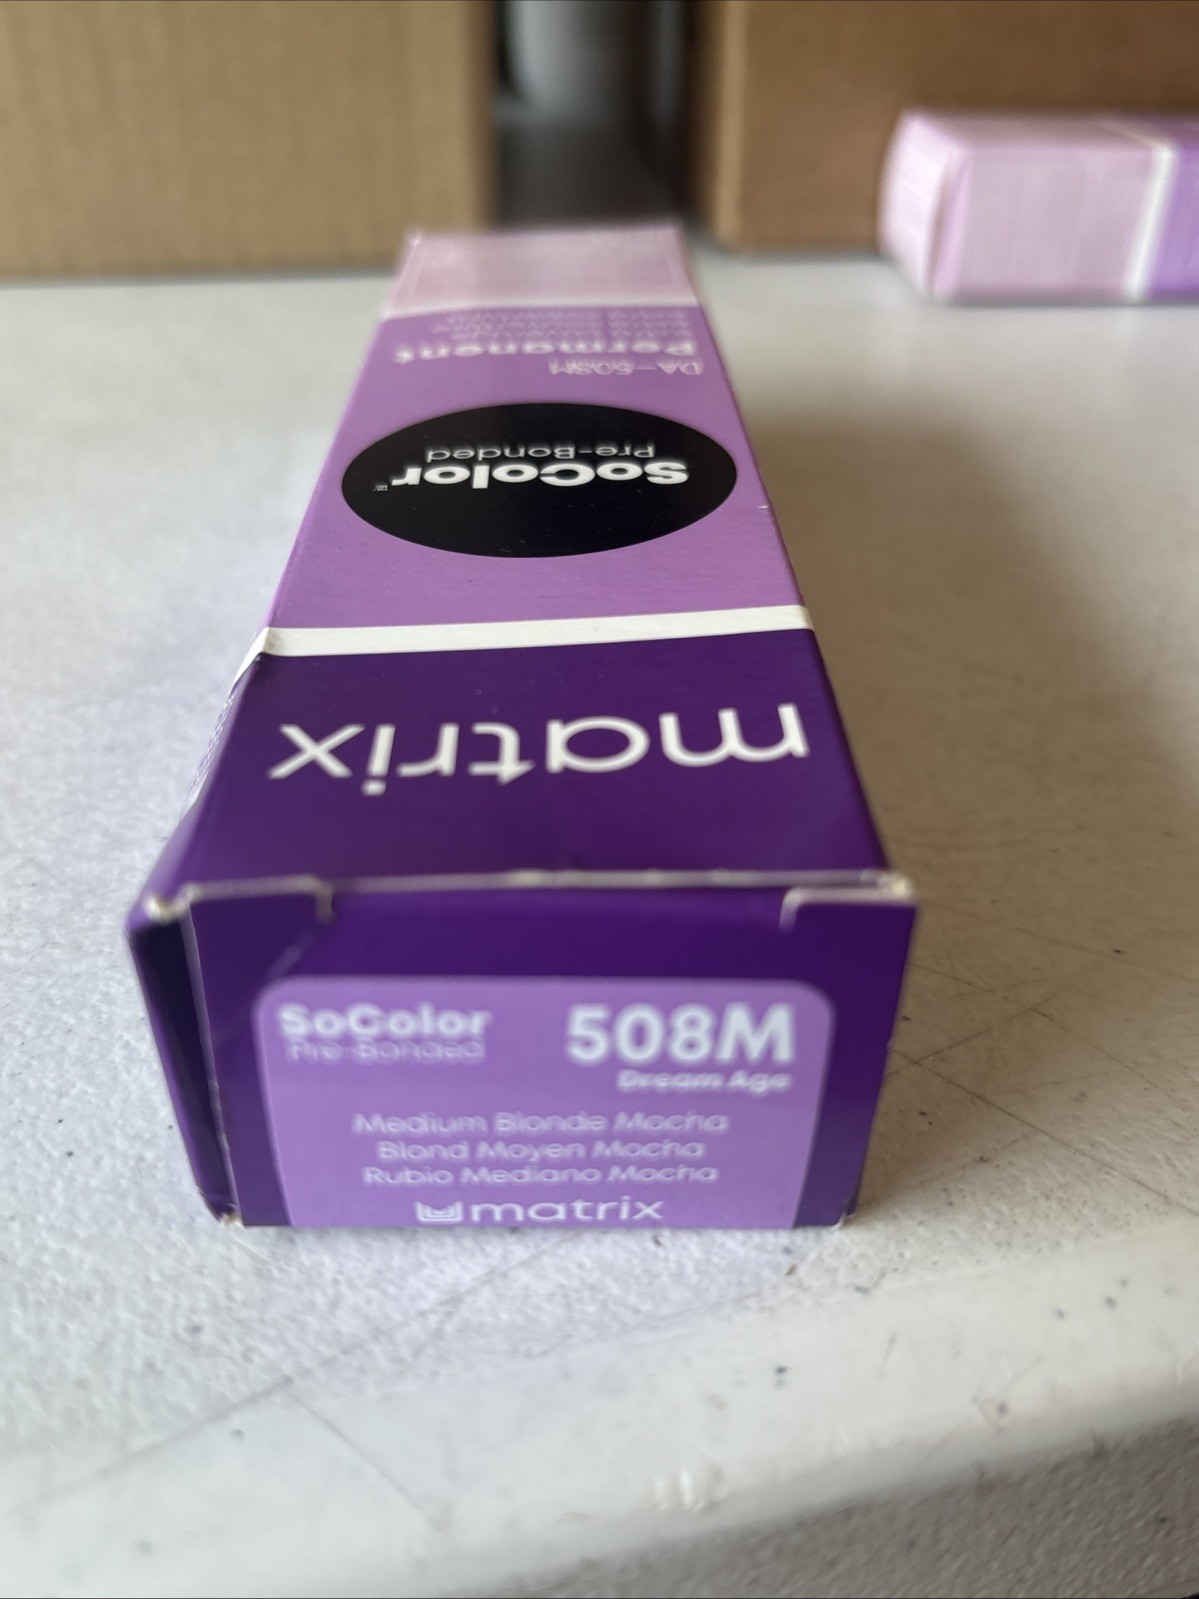 matrix
SoColor
Pre-Bonded
DA-508M
Permanent
SoColor
Pre-Bonded
508M
Dream Age
Medium Blonde Mocha
Blond Moyen Mocha
Rubio Mediano Mocha
matrix